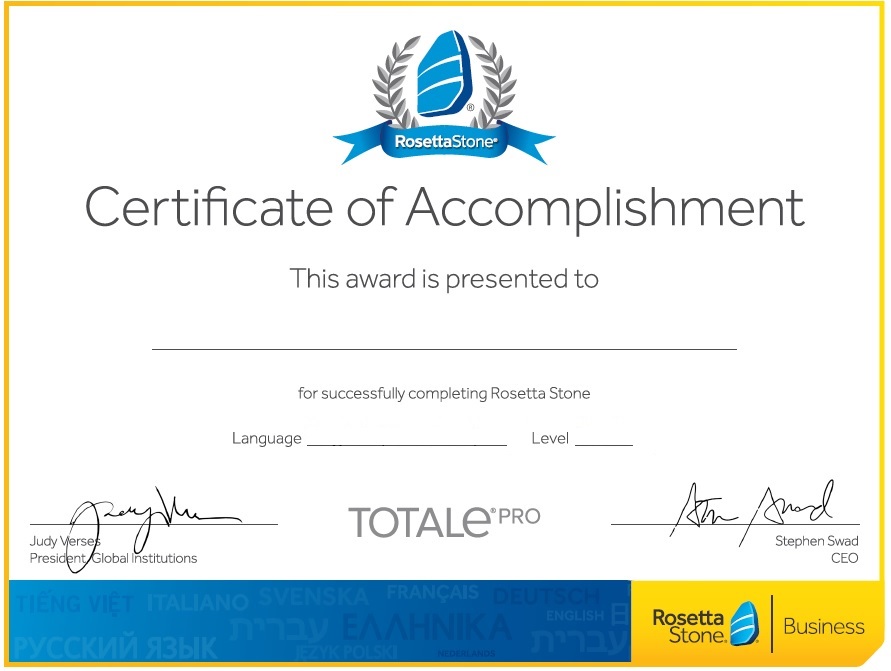 RosettaStone®
Certificate of Accomplishment
This award is presented to
for successfully completing Rosetta Stone
Language Level
TOTALe® PRO
Judy Verses
President, Global Institutions
Stephen Swad
CEO
TIẾNG VIỆT ITALIANO SVENSKA FRANÇAIS DEUTSCH
ENGLISH 日
РУССКИЙ ЯЗЫК עברית ΕΛΛΗΝΙΚΑ עברית
JĘZYK POLSKI NEDERLANDS
Rosetta
Stone®
Business